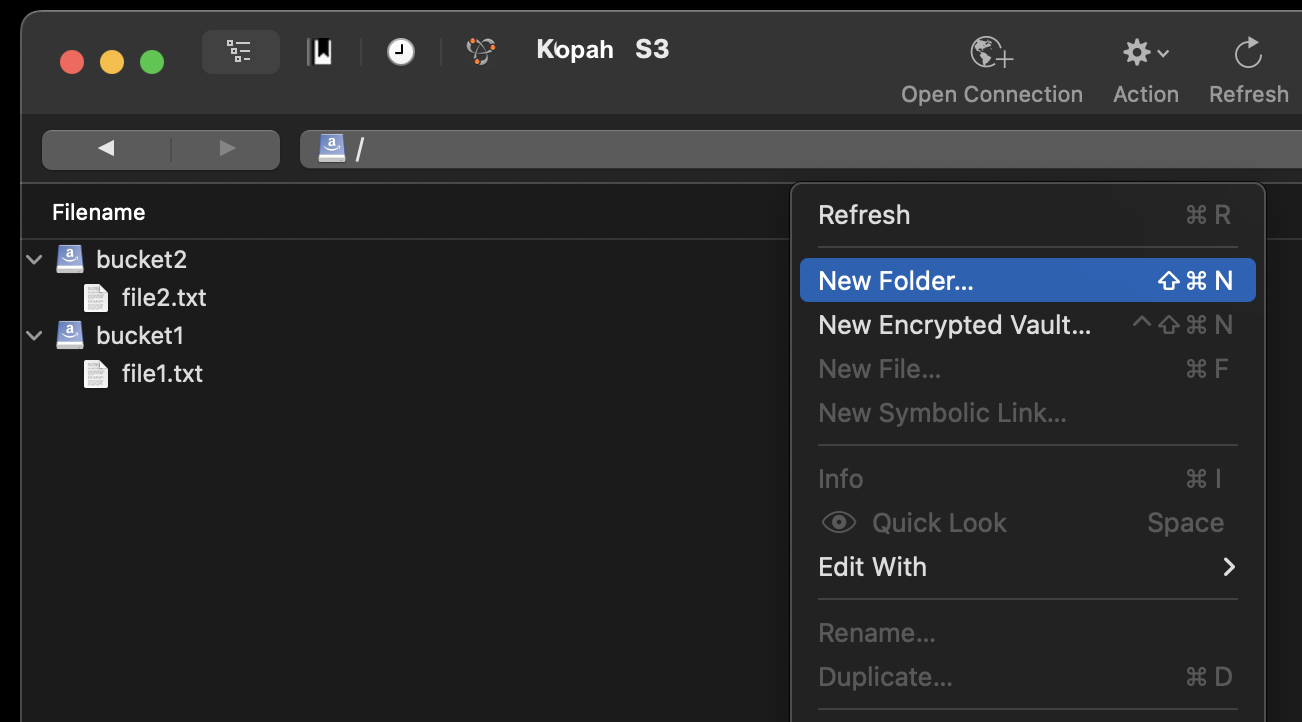 Kopah S3
Open Connection
Action
Refresh
/
Filename
bucket2
file2.txt
bucket1
file1.txt
Refresh ⌘ R
New Folder... ⇧ ⌘ N
New Encrypted Vault... ^ ⇧ ⌘ N
New File... ⌘ F
New Symbolic Link...
Info ⌘ I
Quick Look Space
Edit With
Rename...
Duplicate... ⌘ D